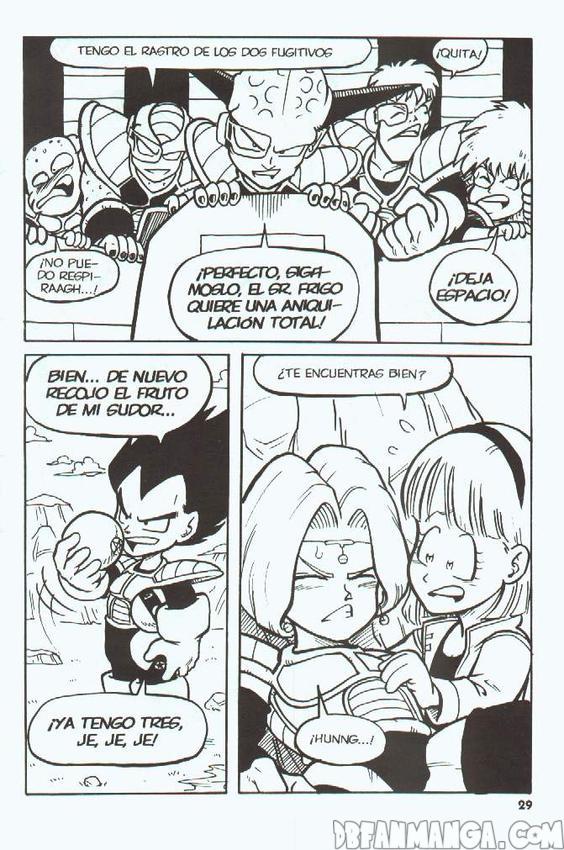 TENGO EL RASTRO DE LOS DOS FUGITIVOS
¡QUITA!
¡NO PUE-
DO RESPI-
RAAGH...!
¡PERFECTO, SIGA-
MOSLO, EL SR. FRIGO
QUIERE UNA ANIQUI-
LACIÓN TOTAL!
¡DEJA
ESPACIO!
BIEN... DE NUEVO
RECOJO EL FRUTO
DE MI SUDOR...
¡YA TENGO TRES,
JE, JE, JE!
¿TE ENCUENTRAS BIEN?
¡HUNNG...!
29
DBFANMANGA.COM